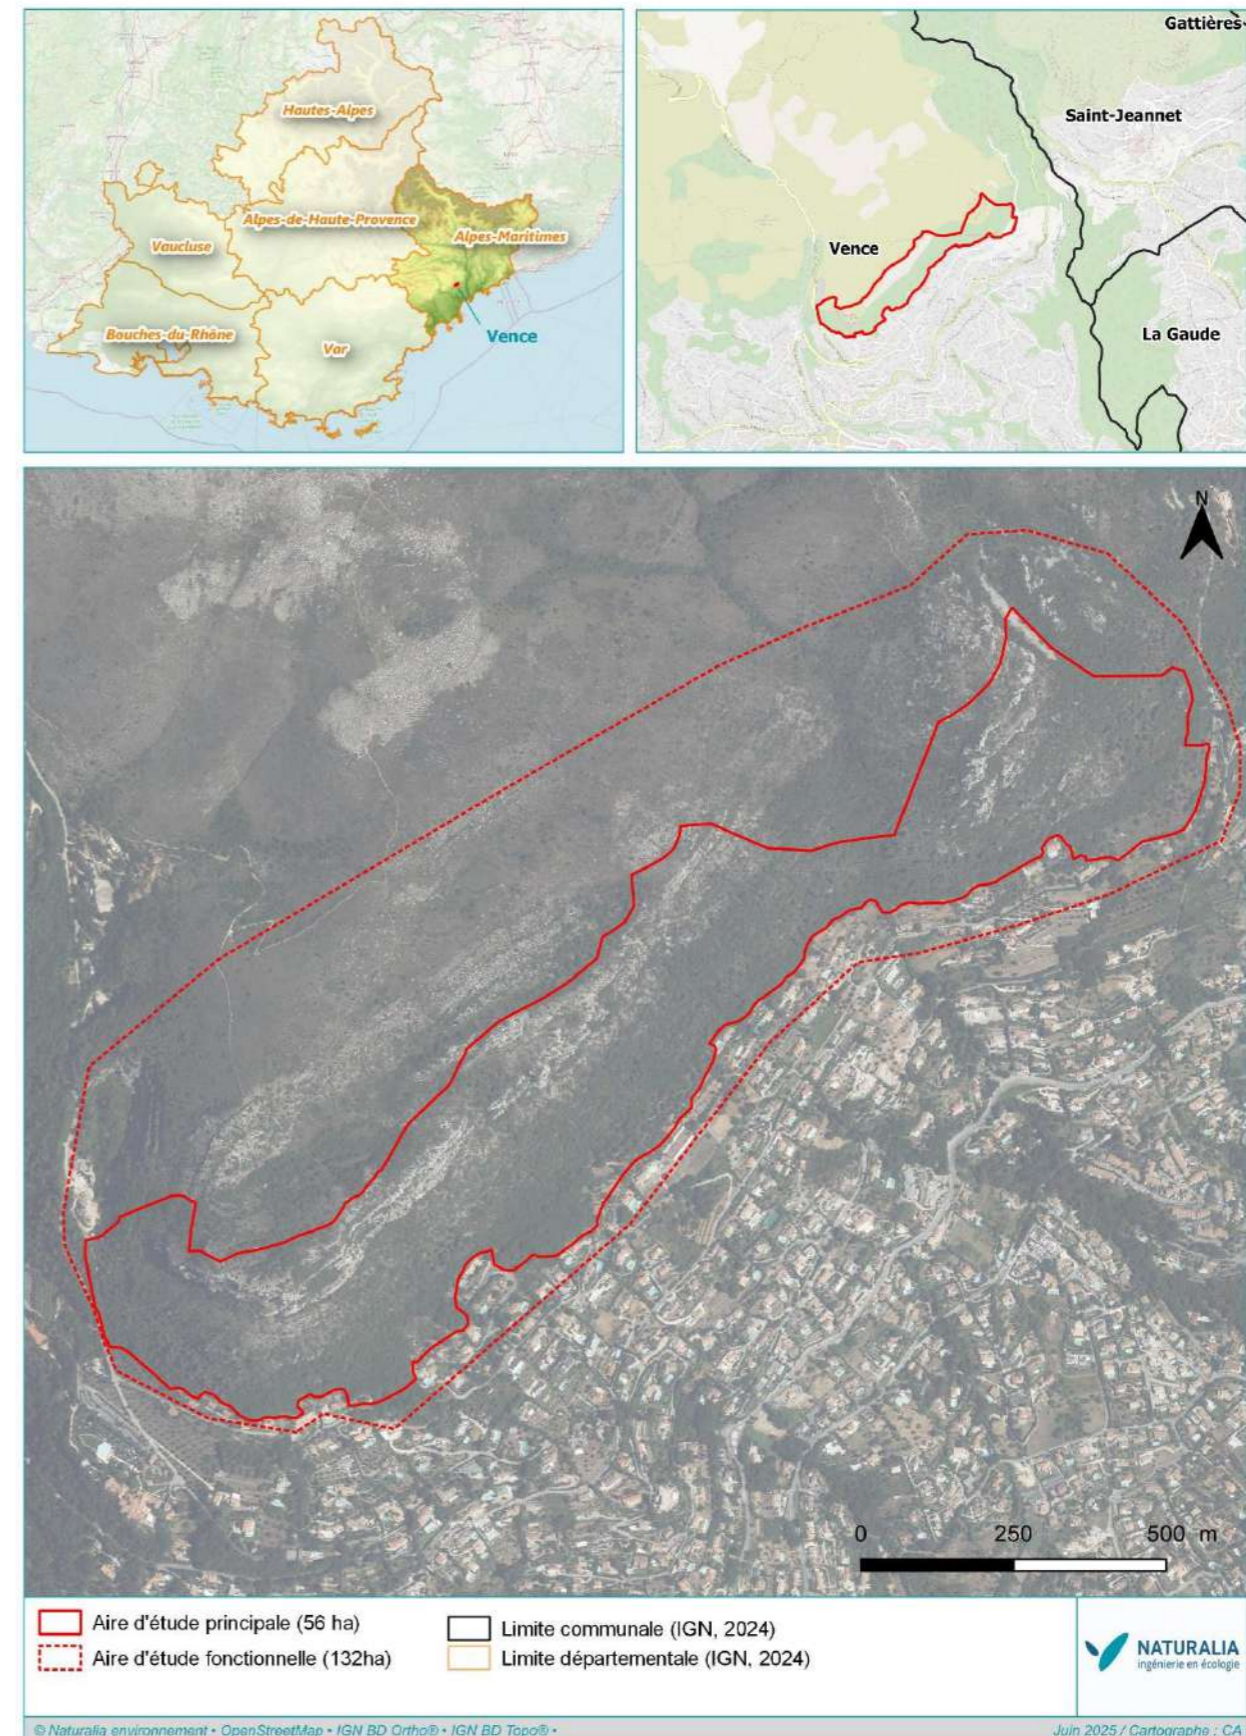 Hautes-Alpes
Alpes-de-Haute-Provence
Alpes-Maritimes
Vaucluse
Bouches-du-Rhône
Var
Vence
Gattières
Saint-Jeannet
Vence
La Gaude
N
0 250 500 m
Aire d'étude principale (56 ha)
Aire d'étude fonctionnelle (132ha)
Limite communale (IGN, 2024)
Limite départementale (IGN, 2024)
NATURALIA
ingénierie en écologie
© Naturalia environnement • OpenStreetMap • IGN BD Ortho® • IGN BD Topo® •
Juin 2025 / Cartographe : CA